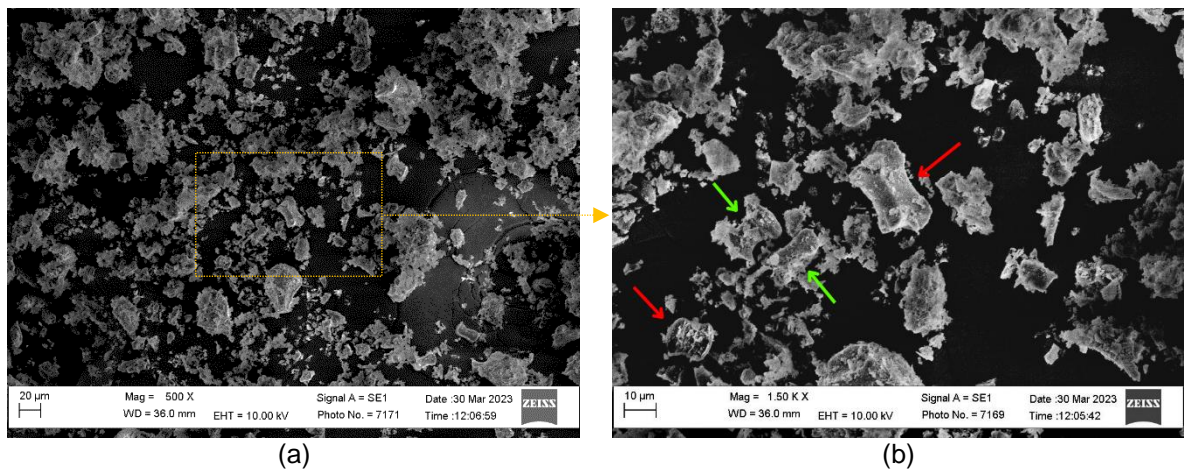 20 µm
Mag = 500 X
WD = 36.0 mm
EHT = 10.00 kV
Signal A = SE1
Photo No. = 7171
Date :30 Mar 2023
Time :12:06:59
ZEISS
10 µm
Mag = 1.50 K X
WD = 36.0 mm
EHT = 10.00 kV
Signal A = SE1
Photo No. = 7169
Date :30 Mar 2023
Time :12:05:42
ZEISS
(a)
(b)